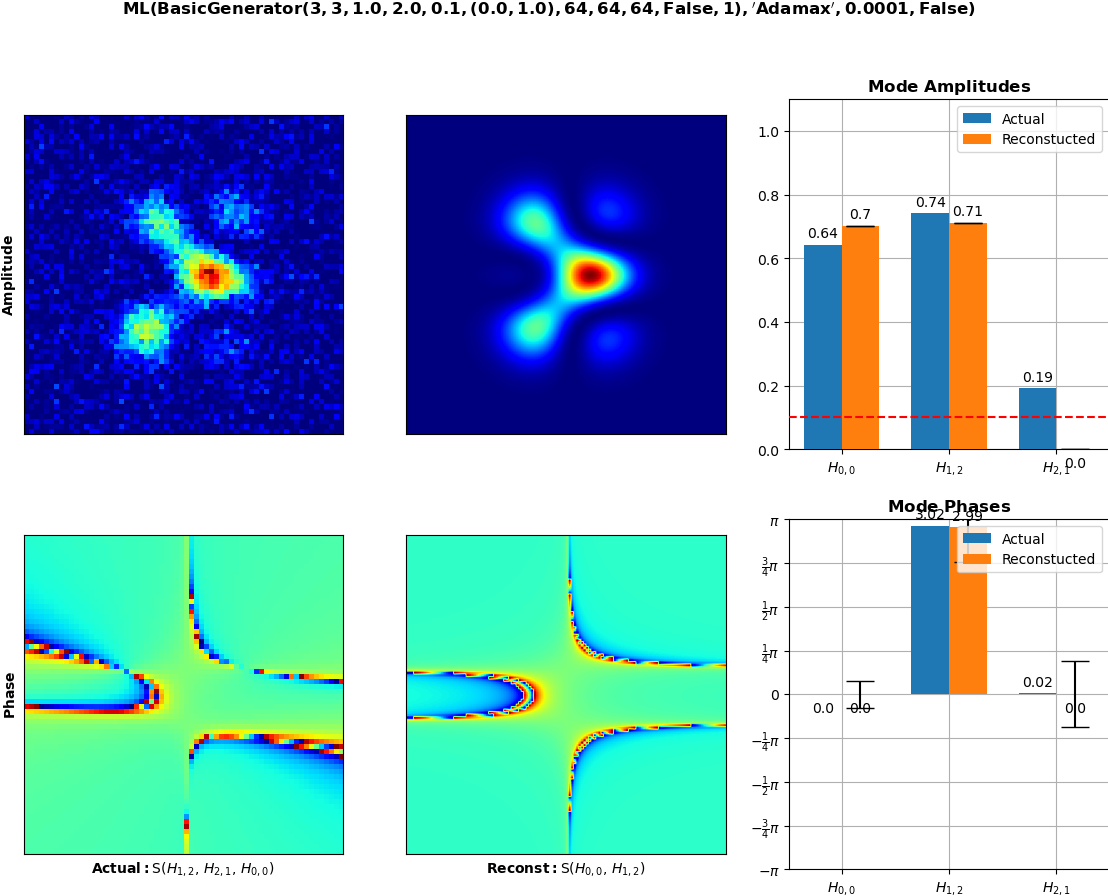 ML(BasicGenerator(3, 3, 1.0, 2.0, 0.1, (0.0, 1.0), 64, 64, 64, False, 1), ′Adamax′, 0.0001, False)
Amplitude
Mode Amplitudes
Actual
Reconstucted
1.0
0.8
0.6
0.4
0.2
0.0
0.64
0.7
0.74
0.71
0.19
0.0
H0,0
H1,2
H2,1
Phase
Actual: S(H1,2, H2,1, H0,0)
Reconst: S(H0,0, H1,2)
Mode Phases
Actual
Reconstucted
π
3/4π
1/2π
1/4π
0
−1/4π
−1/2π
−3/4π
−π
0.0
0.0
3.02
2.99
0.02
0.0
H0,0
H1,2
H2,1